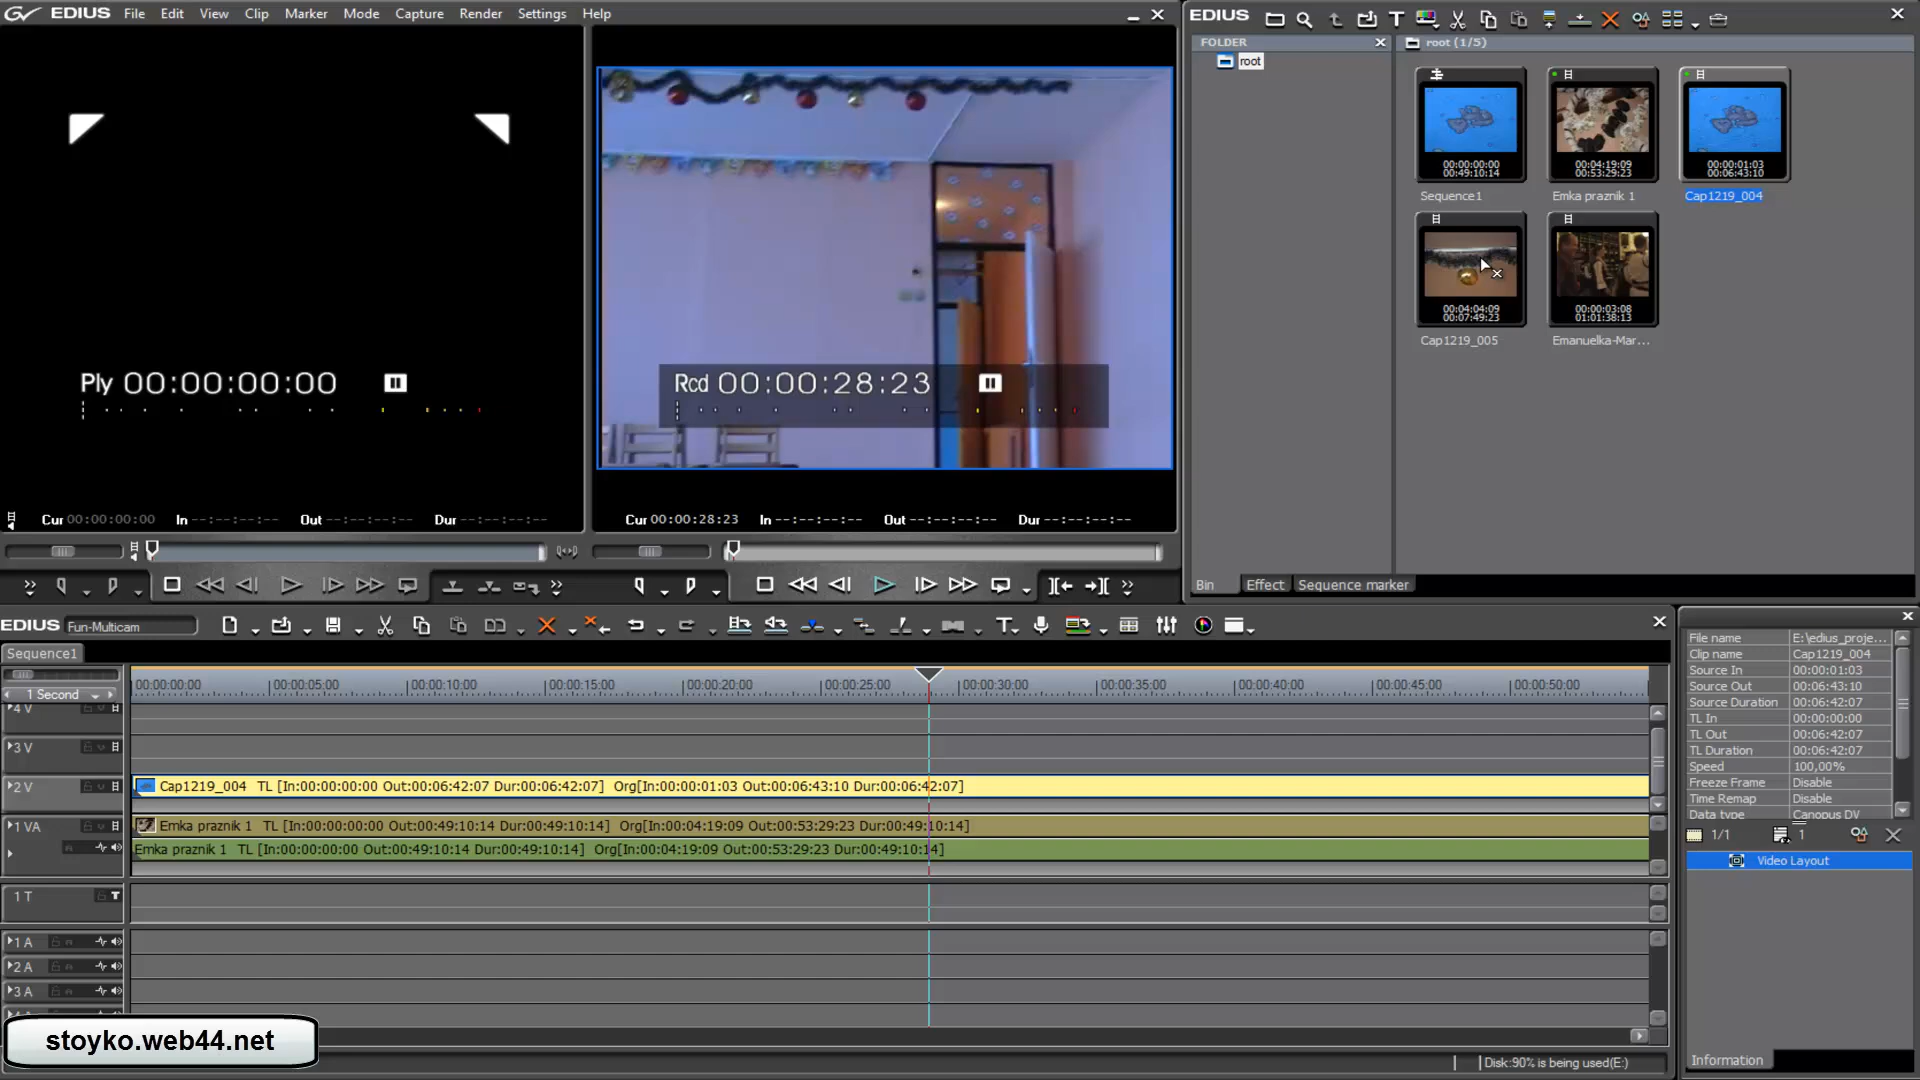 EDIUS File Edit View Clip Marker Mode Capture Render Settings Help
Ply 00:00:00:00
Cur 00:00:00:00 In --:--:--:-- Out --:--:--:-- Dur --:--:--:--
Rcd 00:00:28:23
Cur 00:00:28:23 In --:--:--:-- Out --:--:--:-- Dur --:--:--:--
EDIUS
FOLDER
root
root (1/5)
00:00:00:00
00:49:10:14
Sequence1
00:04:19:09
00:53:29:23
Emka praznik 1
00:00:01:03
00:06:43:10
Cap1219_004
00:04:04:09
00:07:49:23
Cap1219_005
00:00:03:08
01:01:38:13
Emanuelka-Mar...
Bin Effect Sequence marker
EDIUS Fun-Multicam
Sequence1
1 Second
00:00:00:00 00:00:05:00 00:00:10:00 00:00:15:00 00:00:20:00 00:00:25:00 00:00:30:00 00:00:35:00 00:00:40:00 00:00:45:00 00:00:50:00
4 V
3 V
2 V
Cap1219_004 TL [In:00:00:00:00 Out:00:06:42:07 Dur:00:06:42:07] Org[In:00:00:01:03 Out:00:06:43:10 Dur:00:06:42:07]
1 VA
Emka praznik 1 TL [In:00:00:00:00 Out:00:49:10:14 Dur:00:49:10:14] Org[In:00:04:19:09 Out:00:53:29:23 Dur:00:49:10:14]
Emka praznik 1 TL [In:00:00:00:00 Out:00:49:10:14 Dur:00:49:10:14] Org[In:00:04:19:09 Out:00:53:29:23 Dur:00:49:10:14]
1 T
1 A
2 A
3 A
stoyko.web44.net
Disk:90% is being used(E:)
File name E:\edius_proje...
Clip name Cap1219_004
Source In 00:00:01:03
Source Out 00:06:43:10
Source Duration 00:06:42:07
TL In 00:00:00:00
TL Out 00:06:42:07
TL Duration 00:06:42:07
Speed 100,00%
Freeze Frame Disable
Time Remap Disable
Data type Canopus DV
1/1 1
Video Layout
Information